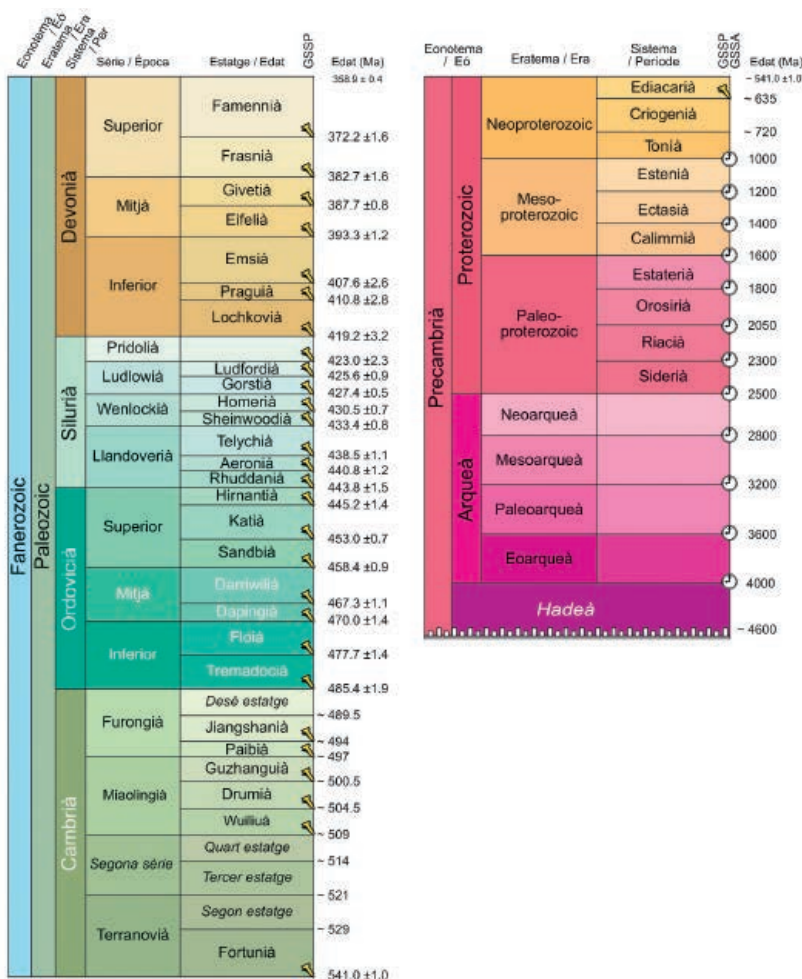 Eonotema / Eó
Eratema / Era
Sistema / Per
Série / Època
Estatge / Edat
GSSP
Edat (Ma)
358.9 ± 0.4
Fanerozoic
Paleozoic
Devonià
Superior
Famennià
372.2 ±1.6
Frasnià
382.7 ±1.6
Mitjà
Givetià
387.7 ±0.8
Eifelià
393.3 ±1.2
Inferior
Emsià
407.6 ±2.6
Praguià
410.8 ±2.8
Lochkovià
419.2 ±3.2
Silurià
Pridolià
423.0 ±2.3
Ludlowià
Ludfordià
425.6 ±0.9
Gorstià
427.4 ±0.5
Wenlockià
Homerià
430.5 ±0.7
Sheinwoodià
433.4 ±0.8
Llandoverià
Telychià
438.5 ±1.1
Aeronià
440.8 ±1.2
Rhuddanià
443.8 ±1.5
Ordovicià
Superior
Hirnantià
445.2 ±1.4
Katià
453.0 ±0.7
Sandbià
458.4 ±0.9
Mitjà
Darriwilià
467.3 ±1.1
Dapingià
470.0 ±1.4
Inferior
Floià
477.7 ±1.4
Tremadocià
485.4 ±1.9
Cambrià
Furongià
Desé estatge
~ 489.5
Jiangshanià
~ 494
Paibià
~ 497
Miaolingià
Guzhanguià
~ 500.5
Drumià
~ 504.5
Wuiliuà
~ 509
Segona sèrie
Quart estatge
~ 514
Tercer estatge
~ 521
Terranovià
Segon estatge
~ 529
Fortunià
541.0 ±1.0
Eonotema
/ Eó
Eratema / Era
Sistema
/ Període
GSSP
GSSA
Edat (Ma)
~ 541.0 ±1.0
Precambrià
Proterozoic
Neoproterozoic
Ediacarià
~ 635
Criogenià
~ 720
Tonià
1000
Meso-
proterozoic
Estenià
1200
Ectasià
1400
Calimmià
1600
Paleo-
proterozoic
Estaterià
1800
Orosirià
2050
Riacià
2300
Siderià
2500
Arqueà
Neoarqueà
2800
Mesoarqueà
3200
Paleoarqueà
3600
Eoarqueà
4000
Hadeà
~ 4600